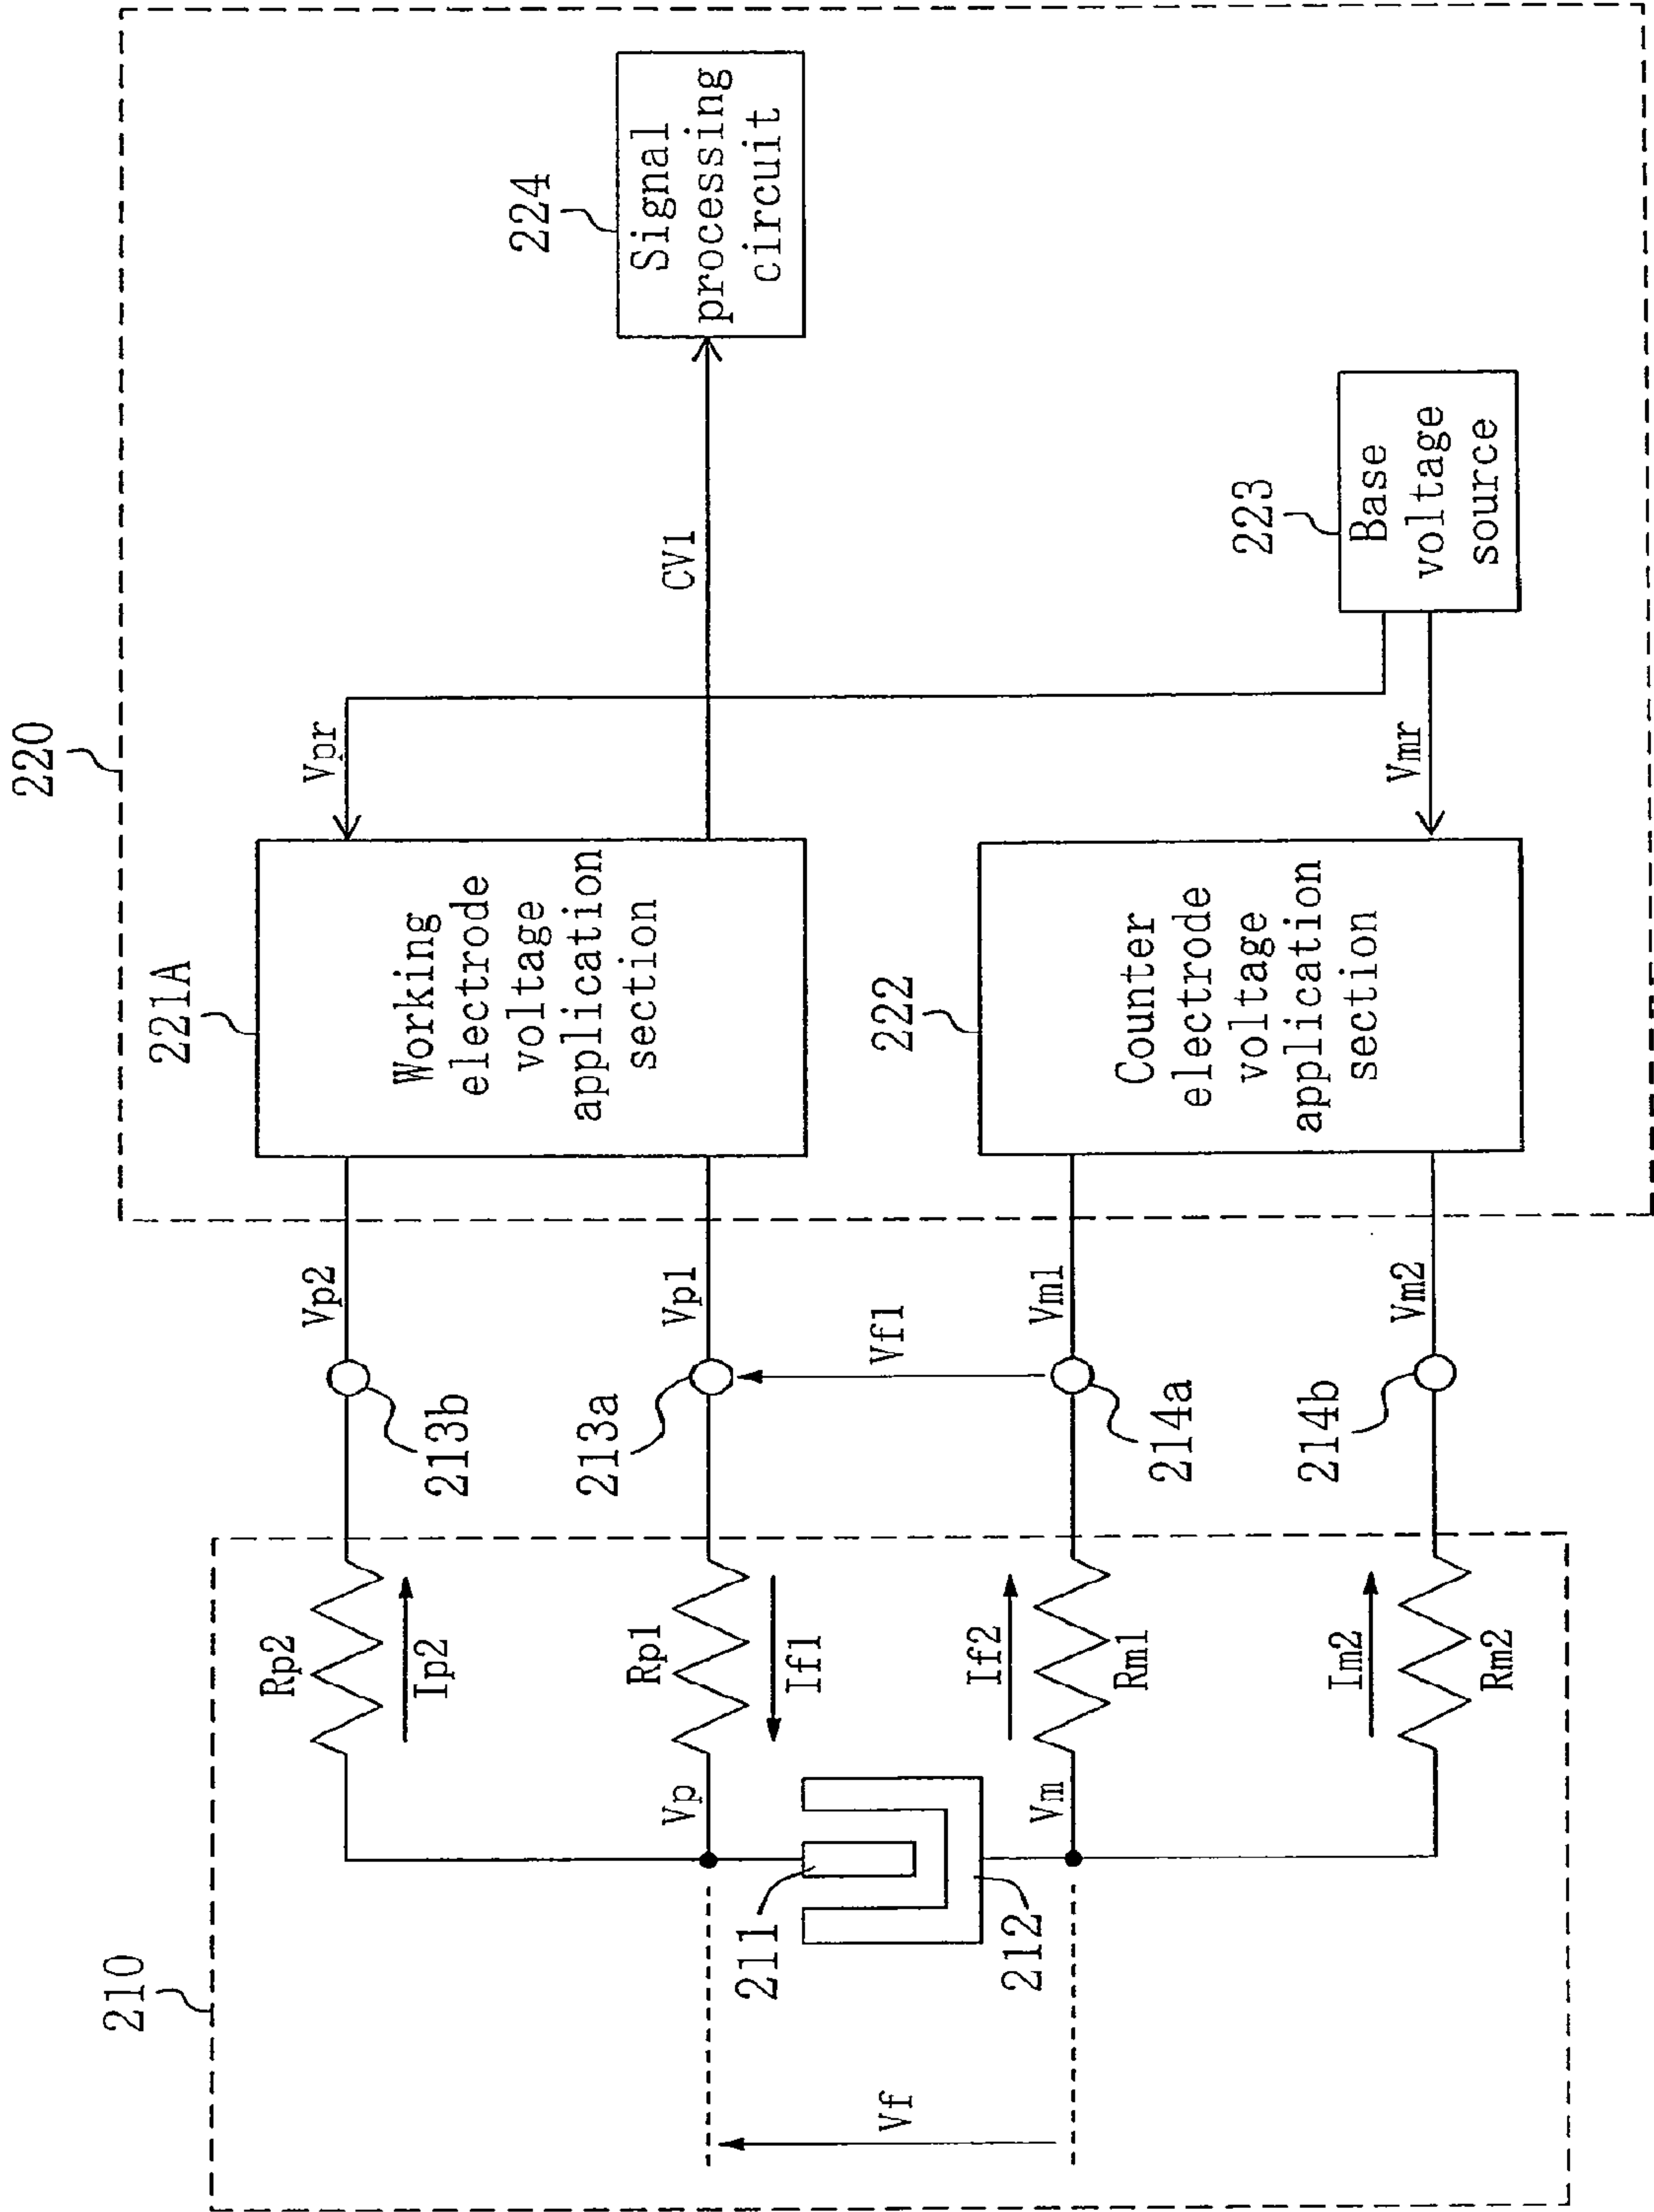 220
224
Signal
processing
circuit
CV1
223
Base
voltage
source
Vpr
Vmr
221A
Working
electrode
voltage
application
section
222
Counter
electrode
voltage
application
section
Vp2
Vp1
Vf1
Vm1
Vm2
213b
213a
214a
214b
210
Rp2
Ip2
Rp1
If1
If2
Rm1
Im2
Rm2
Vp
Vm
211
212
Vf